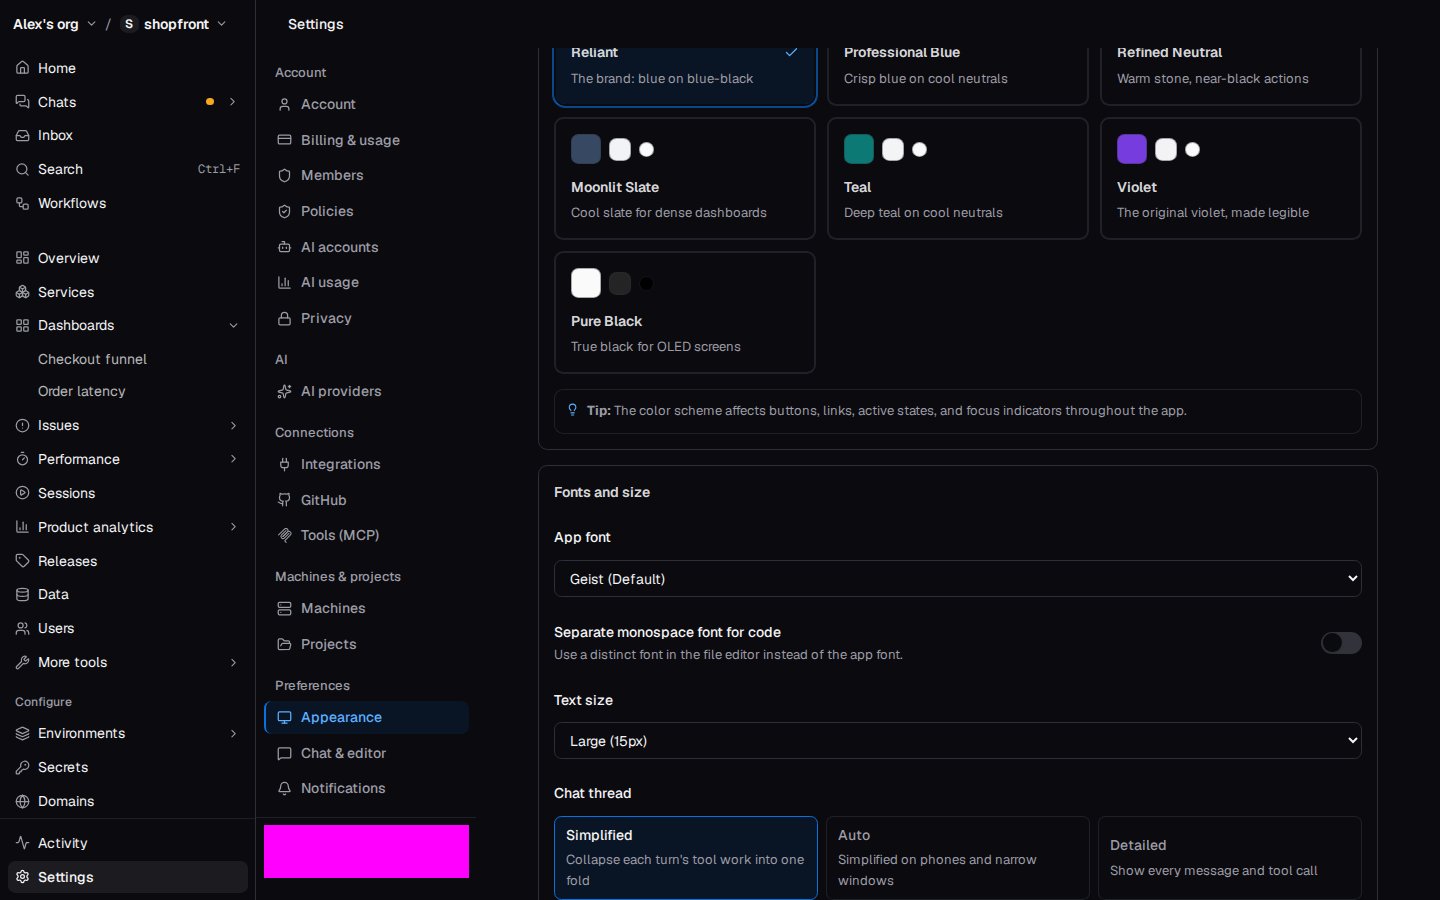 Alex's org / S shopfront
Home
Chats
Inbox
Search Ctrl+F
Workflows
Overview
Services
Dashboards
Checkout funnel
Order latency
Issues
Performance
Sessions
Product analytics
Releases
Data
Users
More tools
Configure
Environments
Secrets
Domains
Activity
Settings
Settings
Account
Account
Billing & usage
Members
Policies
AI accounts
AI usage
Privacy
AI
AI providers
Connections
Integrations
GitHub
Tools (MCP)
Machines & projects
Machines
Projects
Preferences
Appearance
Chat & editor
Notifications
Reliant
The brand: blue on blue-black
Professional Blue
Crisp blue on cool neutrals
Refined Neutral
Warm stone, near-black actions
Moonlit Slate
Cool slate for dense dashboards
Teal
Deep teal on cool neutrals
Violet
The original violet, made legible
Pure Black
True black for OLED screens
Tip: The color scheme affects buttons, links, active states, and focus indicators throughout the app.
Fonts and size
App font
Geist (Default)
Separate monospace font for code
Use a distinct font in the file editor instead of the app font.
Text size
Large (15px)
Chat thread
Simplified
Collapse each turn's tool work into one
fold
Auto
Simplified on phones and narrow
windows
Detailed
Show every message and tool call